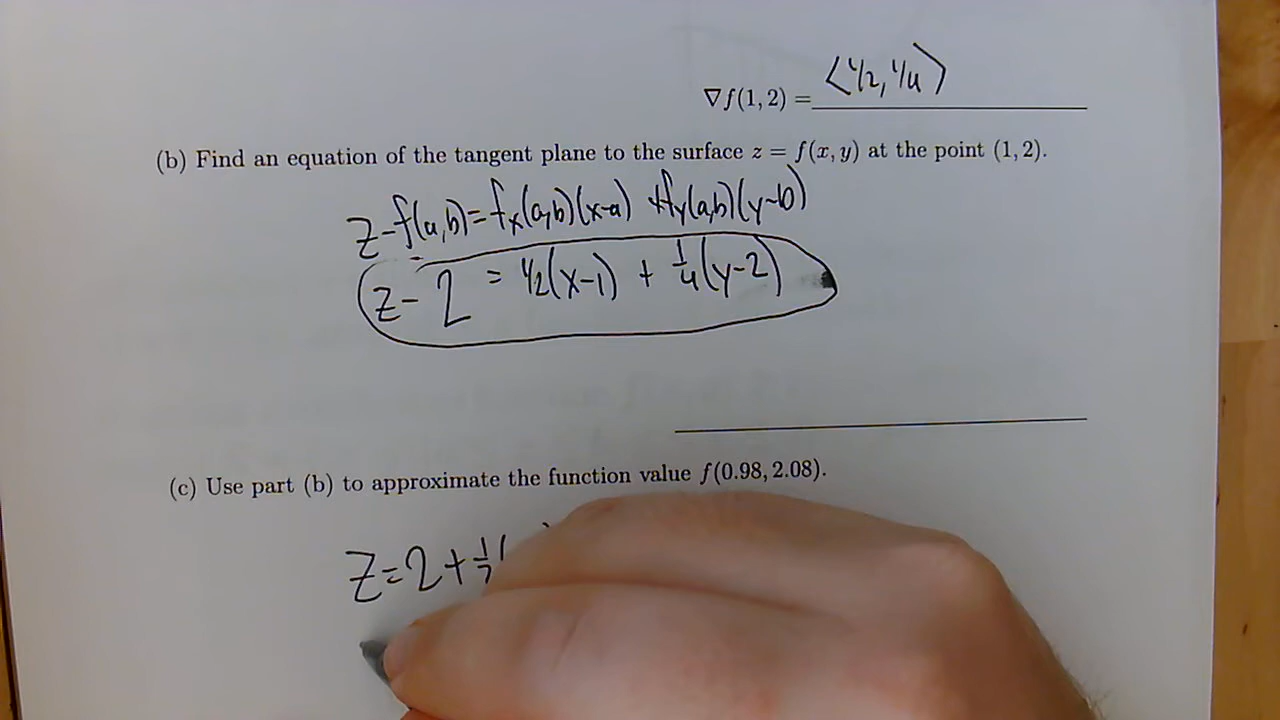 ∇f(1, 2) = ⟨1/2, 1/4⟩
(b) Find an equation of the tangent plane to the surface z = f(x, y) at the point (1, 2).
z-f(a,b)=fx(a,b)(x-a) +fy(a,b)(y-b)
z- 2 = 1/2(x-1) + 1/4(y-2)
(c) Use part (b) to approximate the function value f(0.98, 2.08).
z=2+1/2(